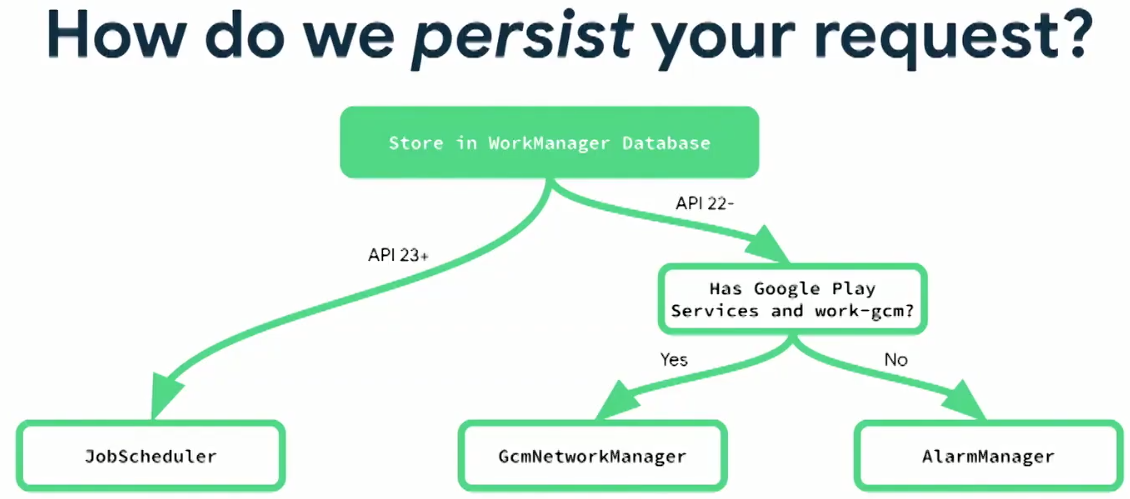 How do we persist your request?
Store in WorkManager Database
API 22-
API 23+
Has Google Play
Services and work-gcm?
Yes
No
JobScheduler
GcmNetworkManager
AlarmManager